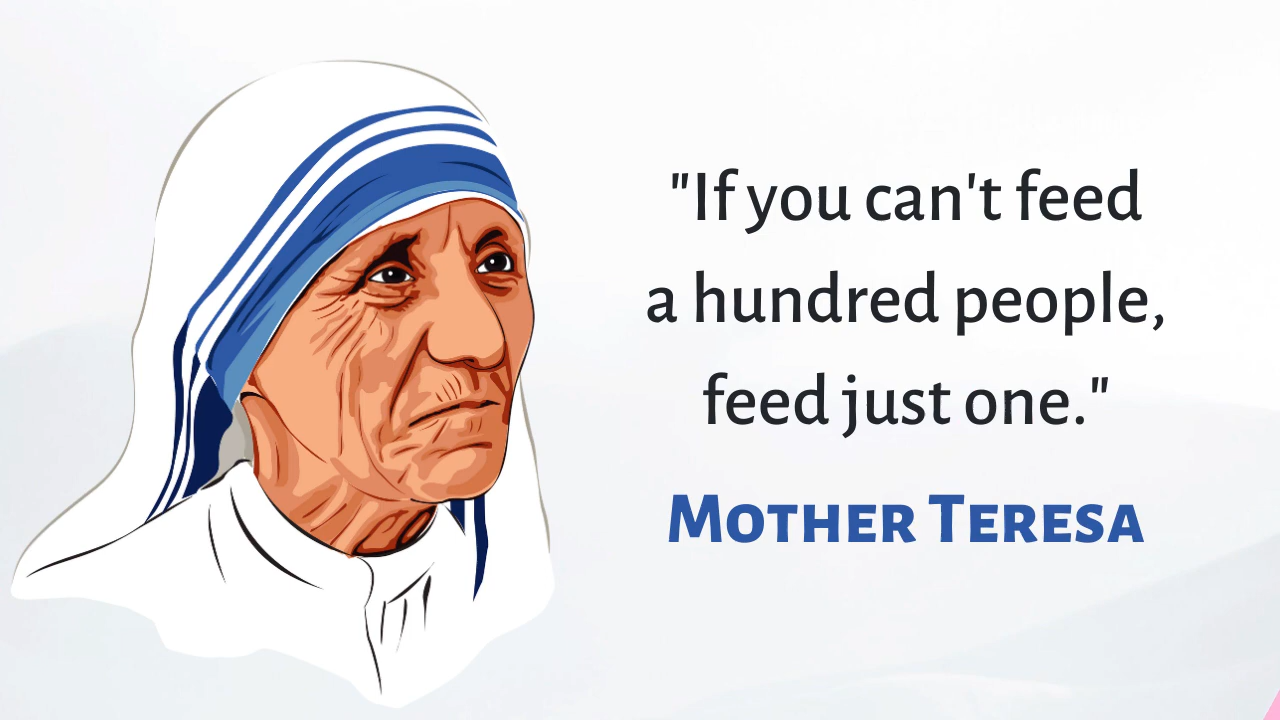 "If you can't feed
a hundred people,
feed just one."
Mother Teresa